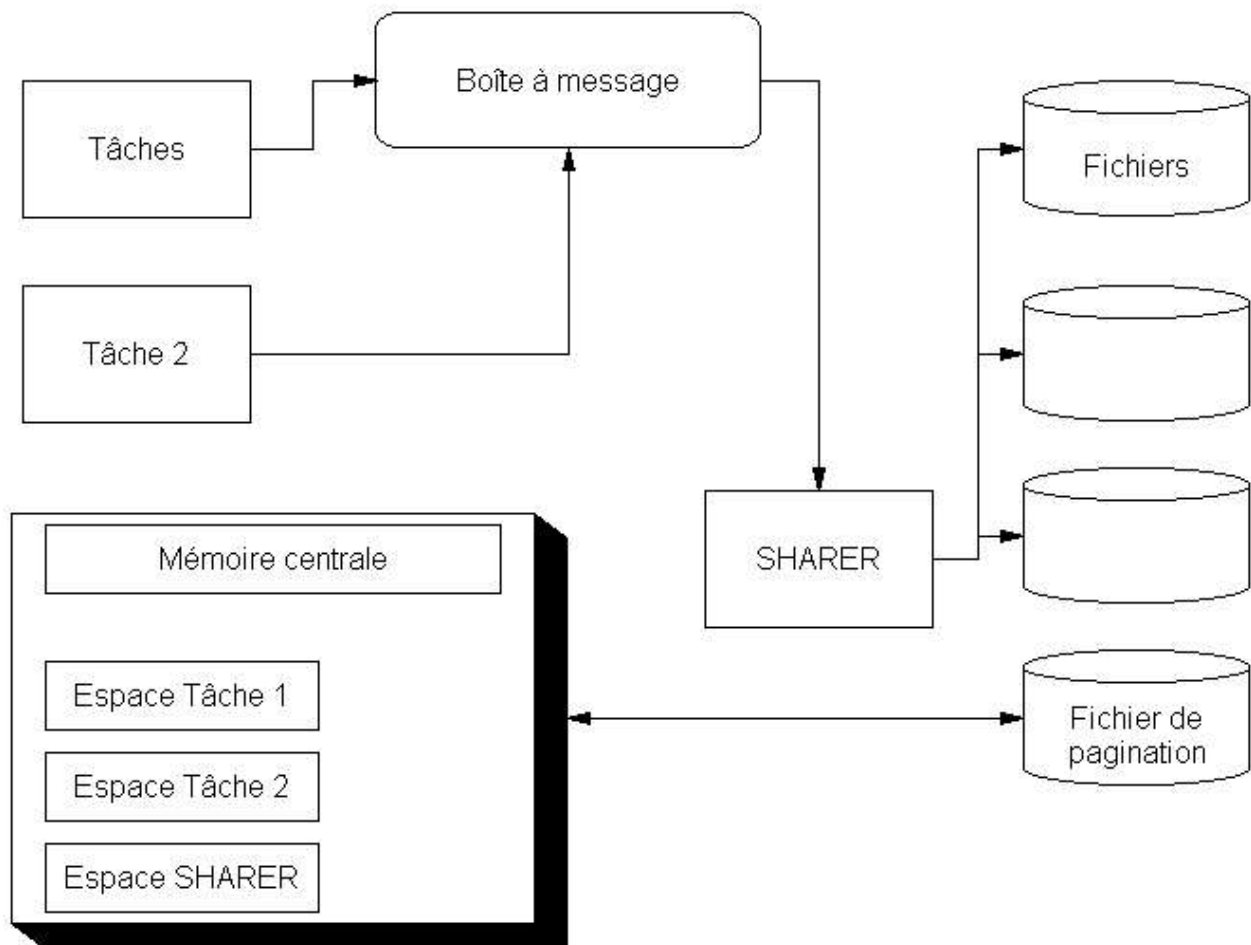 Boîte à message
Tâches
Fichiers
Tâche 2
SHARER
Mémoire centrale
Espace Tâche 1
Espace Tâche 2
Espace SHARER
Fichier de
pagination